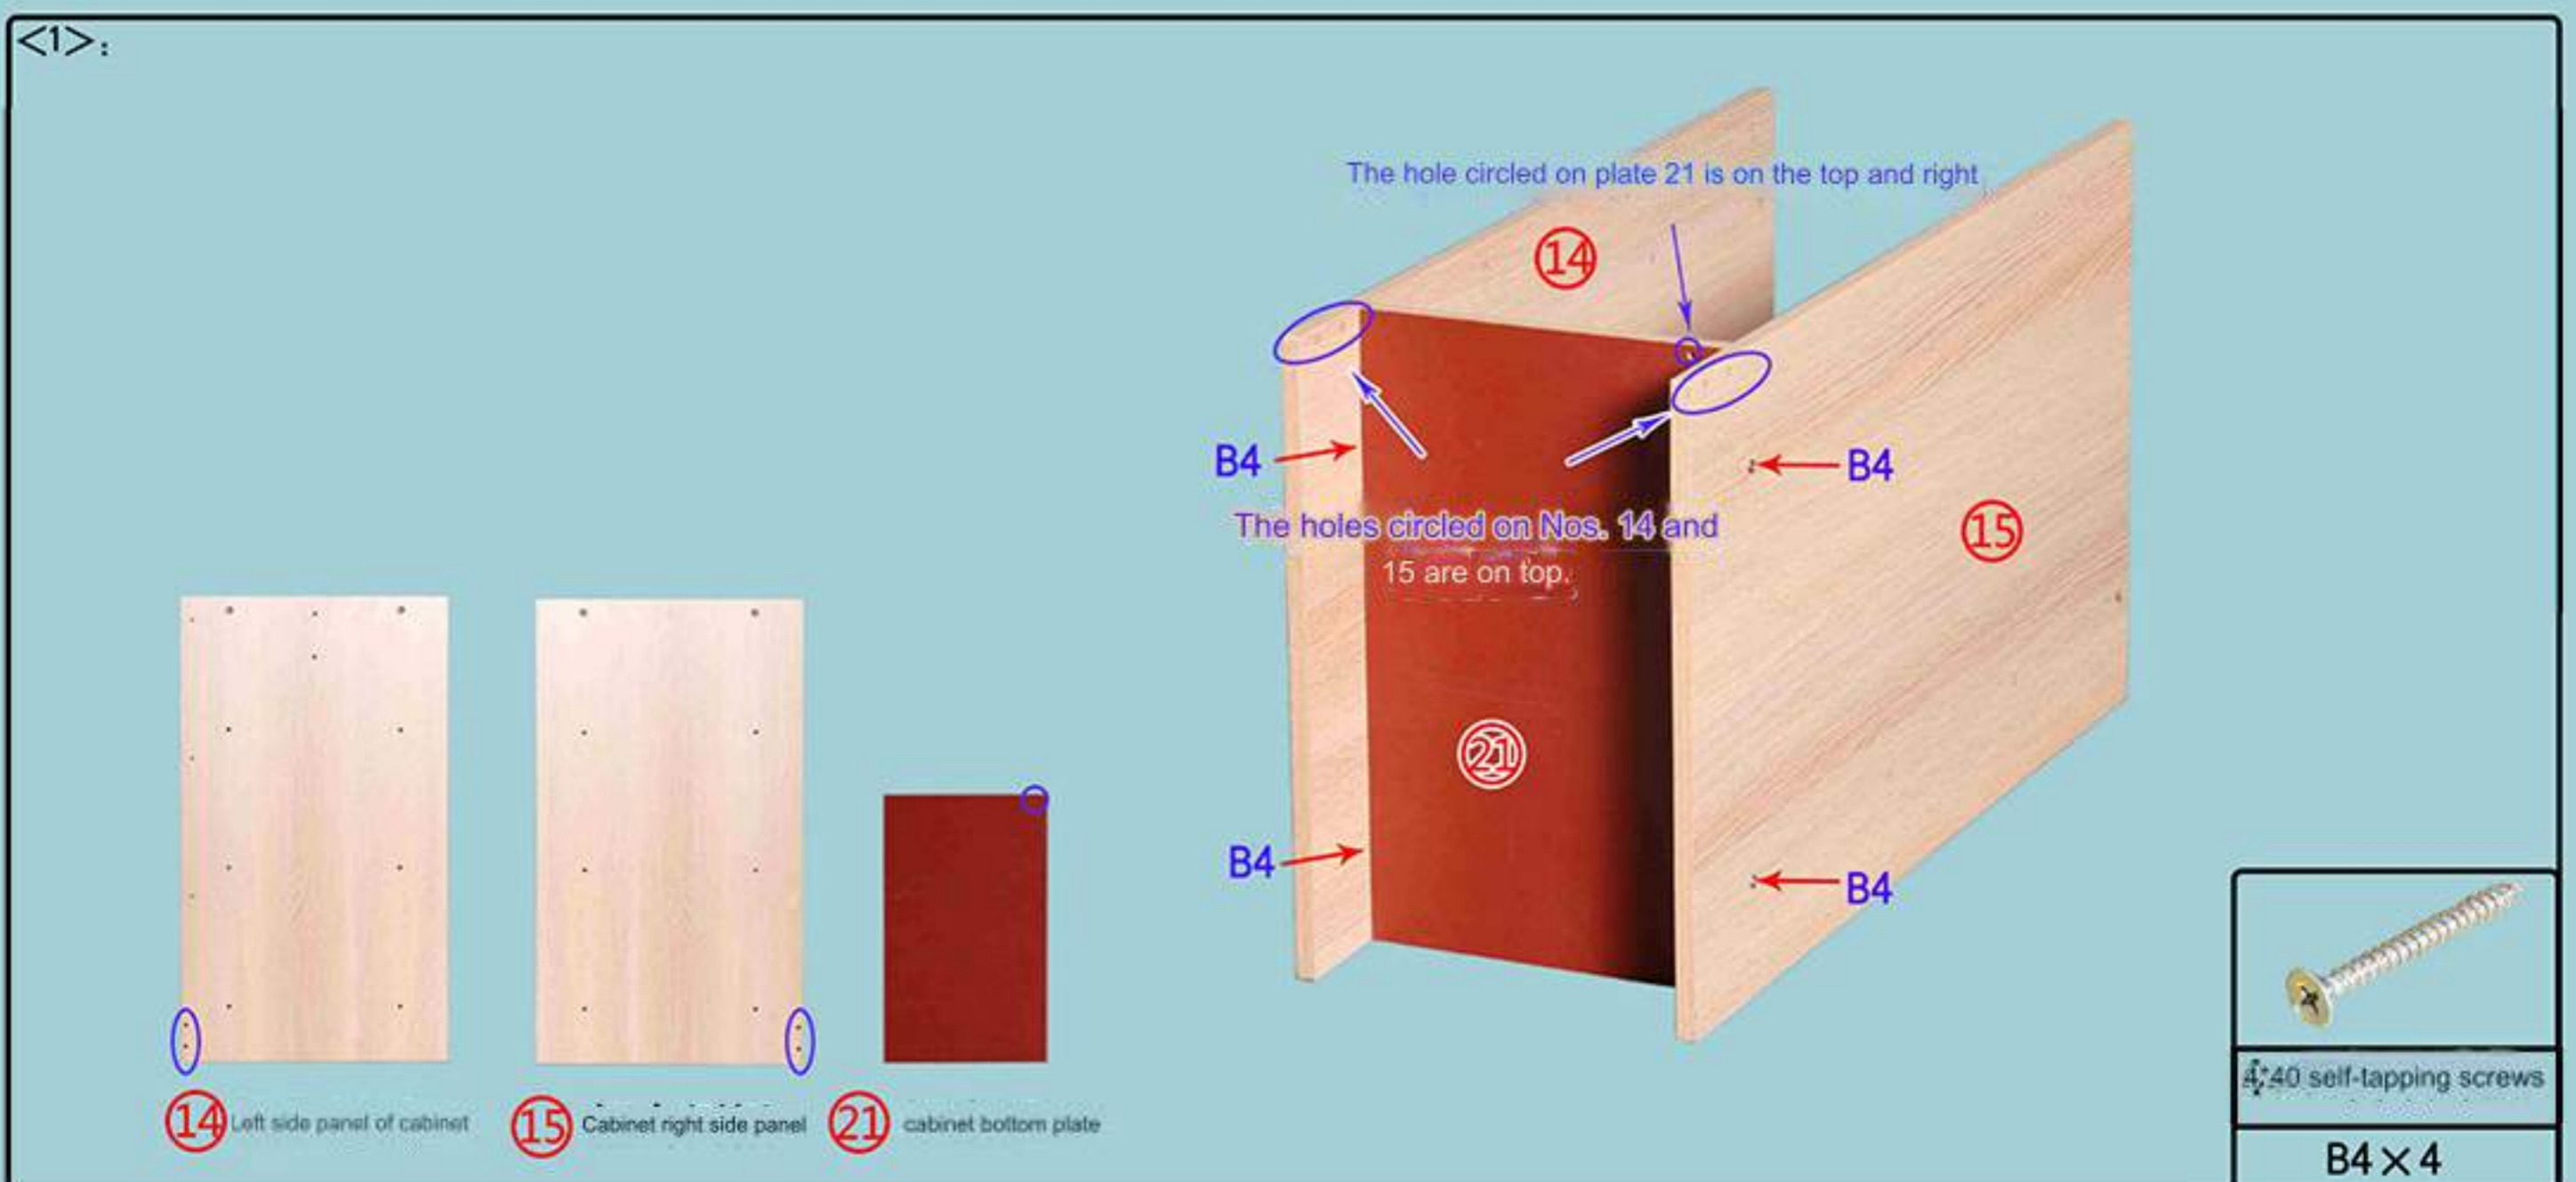 <1>:
The hole circled on plate 21 is on the top and right
14
B4
B4
The holes circled on Nos. 14 and
15 are on top.
15
21
B4
B4
14 Left side panel of cabinet
15 Cabinet right side panel
21 cabinet bottom plate
4*40 self-tapping screws
B4×4